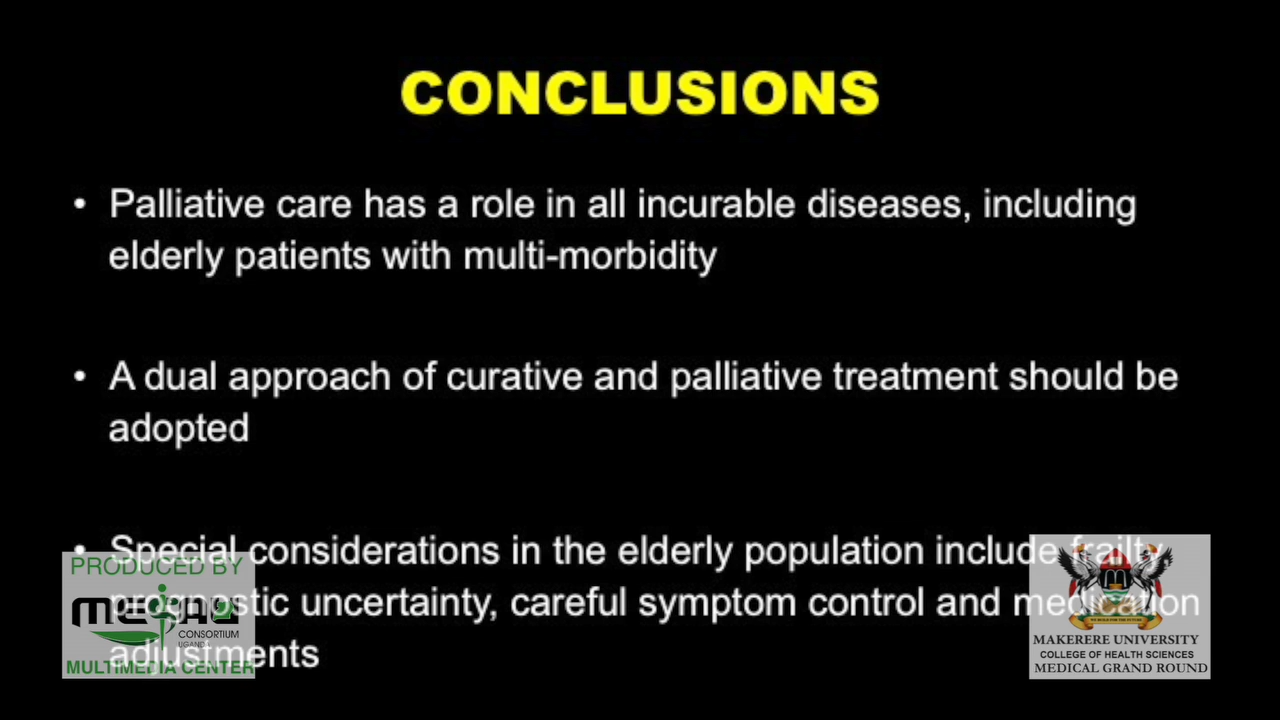 CONCLUSIONS
• Palliative care has a role in all incurable diseases, including
elderly patients with multi-morbidity
• A dual approach of curative and palliative treatment should be
adopted
• Special considerations in the elderly population include frailty,
prognostic uncertainty, careful symptom control and medication
adjustments
PRODUCED BY
CONSORTIUM
UGANDA
MULTIMEDIA CENTER
MAKERERE UNIVERSITY
COLLEGE OF HEALTH SCIENCES
MEDICAL GRAND ROUND